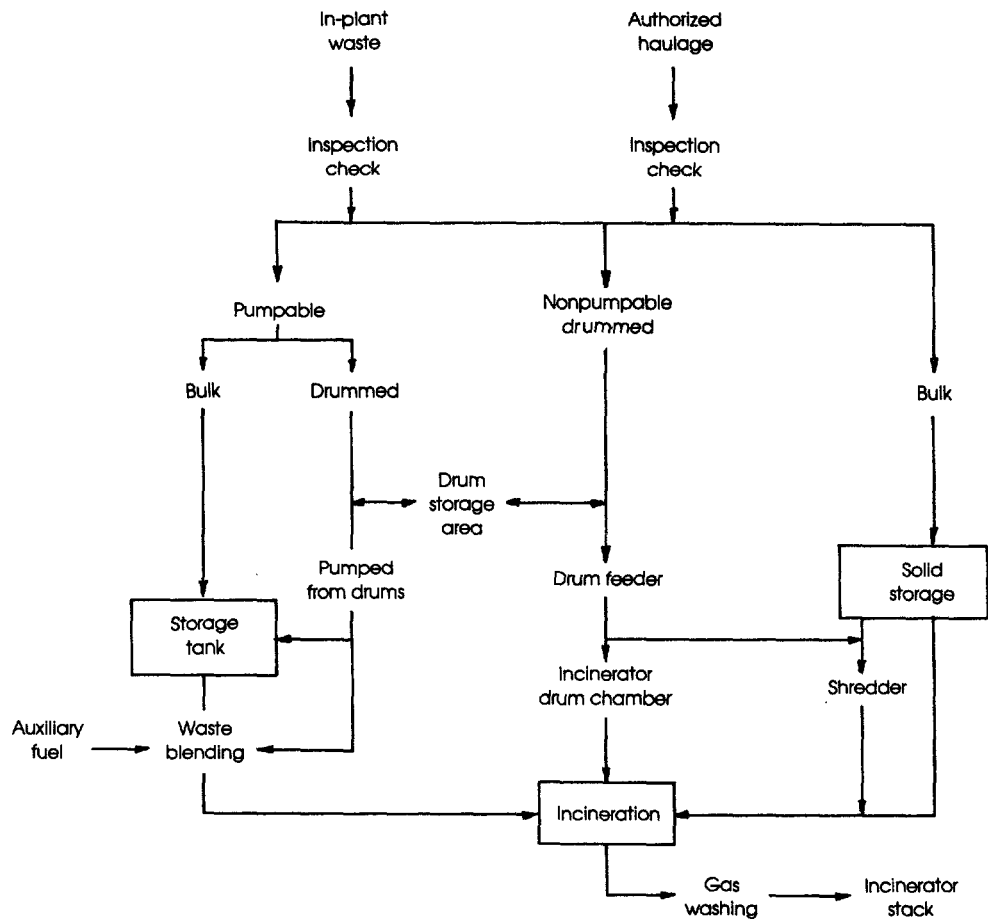 In-plant
waste
Authorized
haulage
Inspection
check
Inspection
check
Pumpable
Nonpumpable
drummed
Bulk
Drummed
Bulk
Drum
storage
area
Pumped
from drums
Drum feeder
Solid
storage
Storage
tank
Incinerator
drum chamber
Shredder
Auxiliary
fuel
Waste
blending
Incineration
Gas
washing
Incinerator
stack